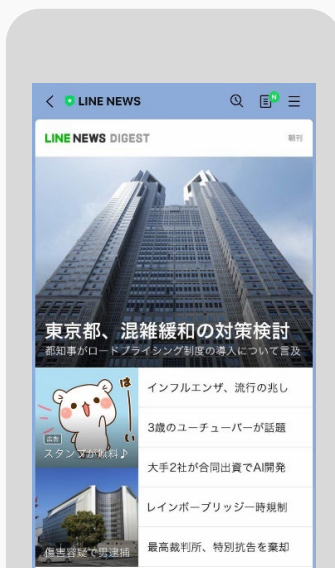 LINE NEWS
N
LINE NEWS DIGEST
朝刊
東京都、混雑緩和の対策検討
都知事がロードプライシング制度の導入について言及
はーい
広告
スタンプが無料♪
インフルエンザ、流行の兆し
3歳のユーチューバーが話題
大手2社が合同出資でAI開発
レインボーブリッジ一時規制
傷害容疑で男逮捕
最高裁判所、特別抗告を棄却